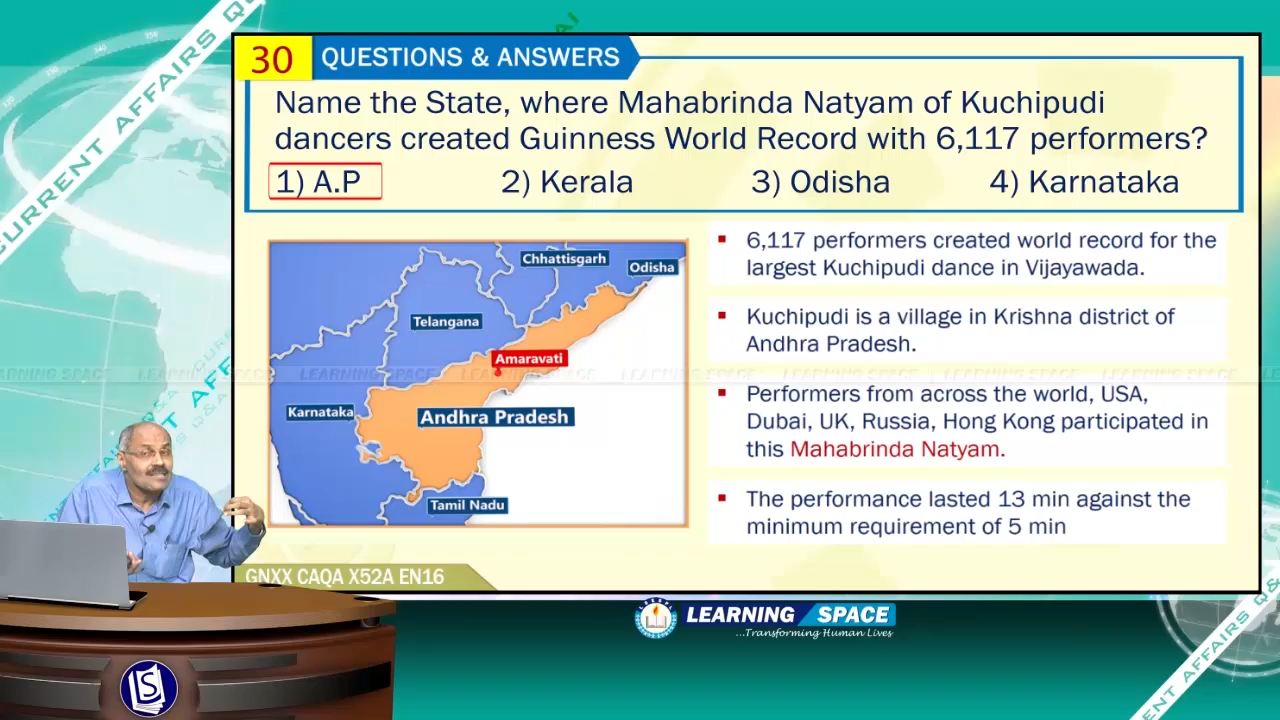 CURRENT AFFAIRS Q&
30
QUESTIONS & ANSWERS
Name the State, where Mahabrinda Natyam of Kuchipudi
dancers created Guinness World Record with 6,117 performers?
1) A.P
2) Kerala
3) Odisha
4) Karnataka
Chhattisgarh
Odisha
Telangana
Amaravati
Karnataka
Andhra Pradesh
Tamil Nadu
▪ 6,117 performers created world record for the
largest Kuchipudi dance in Vijayawada.
▪ Kuchipudi is a village in Krishna district of
Andhra Pradesh.
LEARNING SPACE
▪ Performers from across the world, USA,
Dubai, UK, Russia, Hong Kong participated in
this Mahabrinda Natyam.
▪ The performance lasted 13 min against the
minimum requirement of 5 min
GNXX CAQA X52A EN16
LEARNING SPACE
...Transforming Human Lives
LS
ENT AFFAIRS Q&